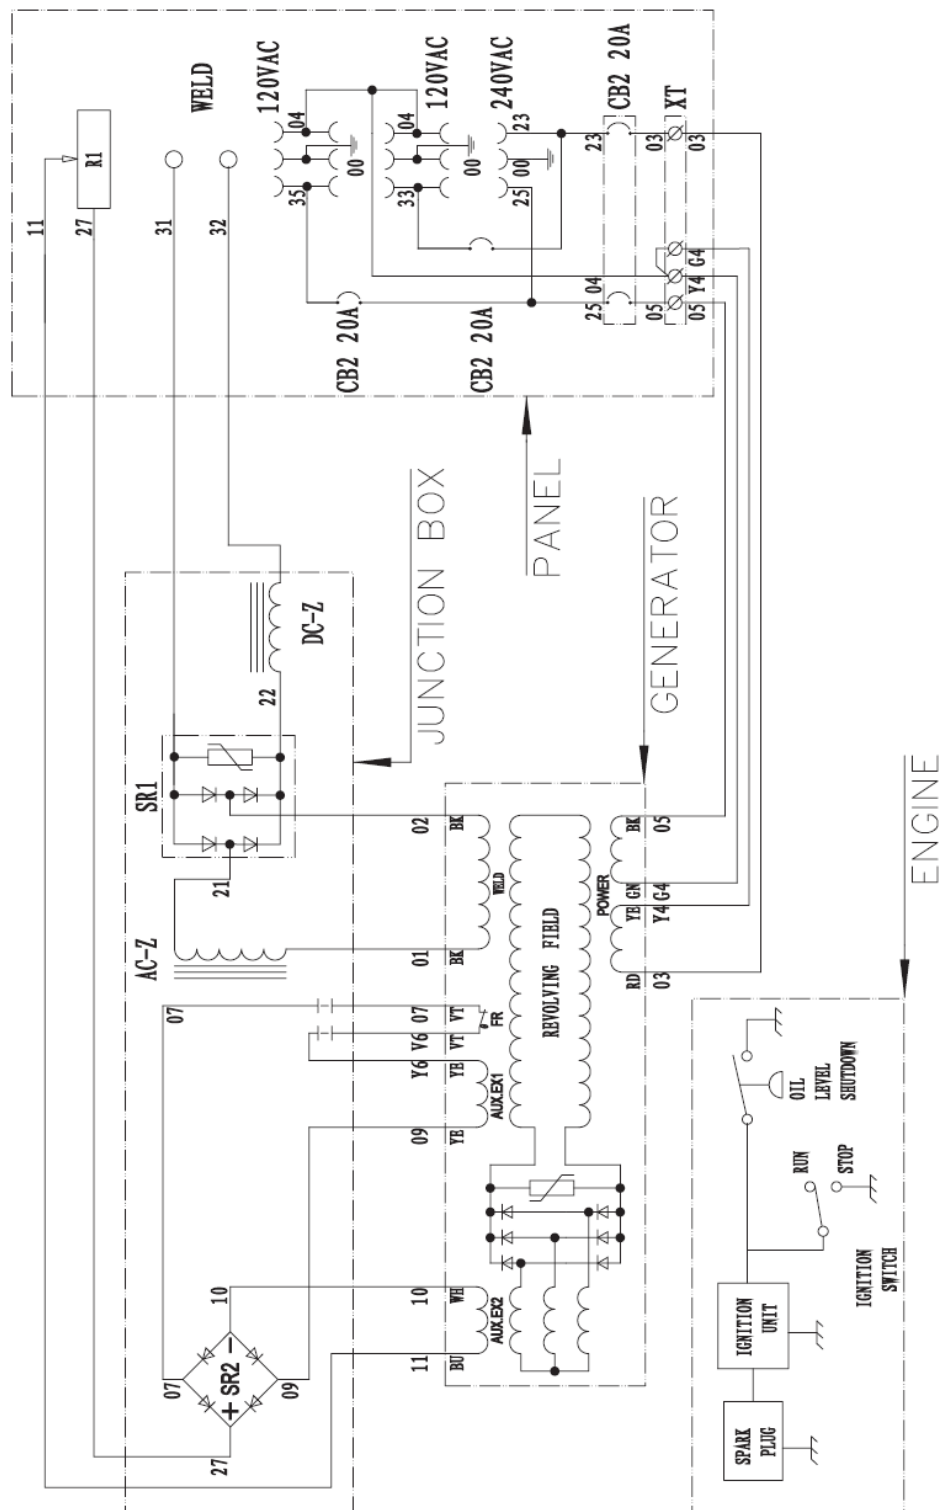 120VAC
120VAC
240VAC
CB2 20A
XT
WELD
R1
04
04
23
00
00
00
35
33
25
23
03
03
11
27
31
32
G4
04
Y4
25
05
05
CB2 20A
CB2 20A
PANEL
JUNCTION BOX
GENERATOR
ENGINE
DC-Z
22
SR1
21
AC-Z
02
BK
WELD
01
BK
BK
05
POWER
GN
G4
YE
Y4
RD
03
REVOLVING FIELD
07
07
VT
FR
V6
VT
Y6
YE
AUX.EX1
09
YE
10
10
WH
AUX.EX2
11
BU
07
SR2
+
-
09
27
OIL
LEVEL
SHUTDOWN
RUN
STOP
IGNITION
SWITCH
IGNITION
UNIT
SPARK
PLUG